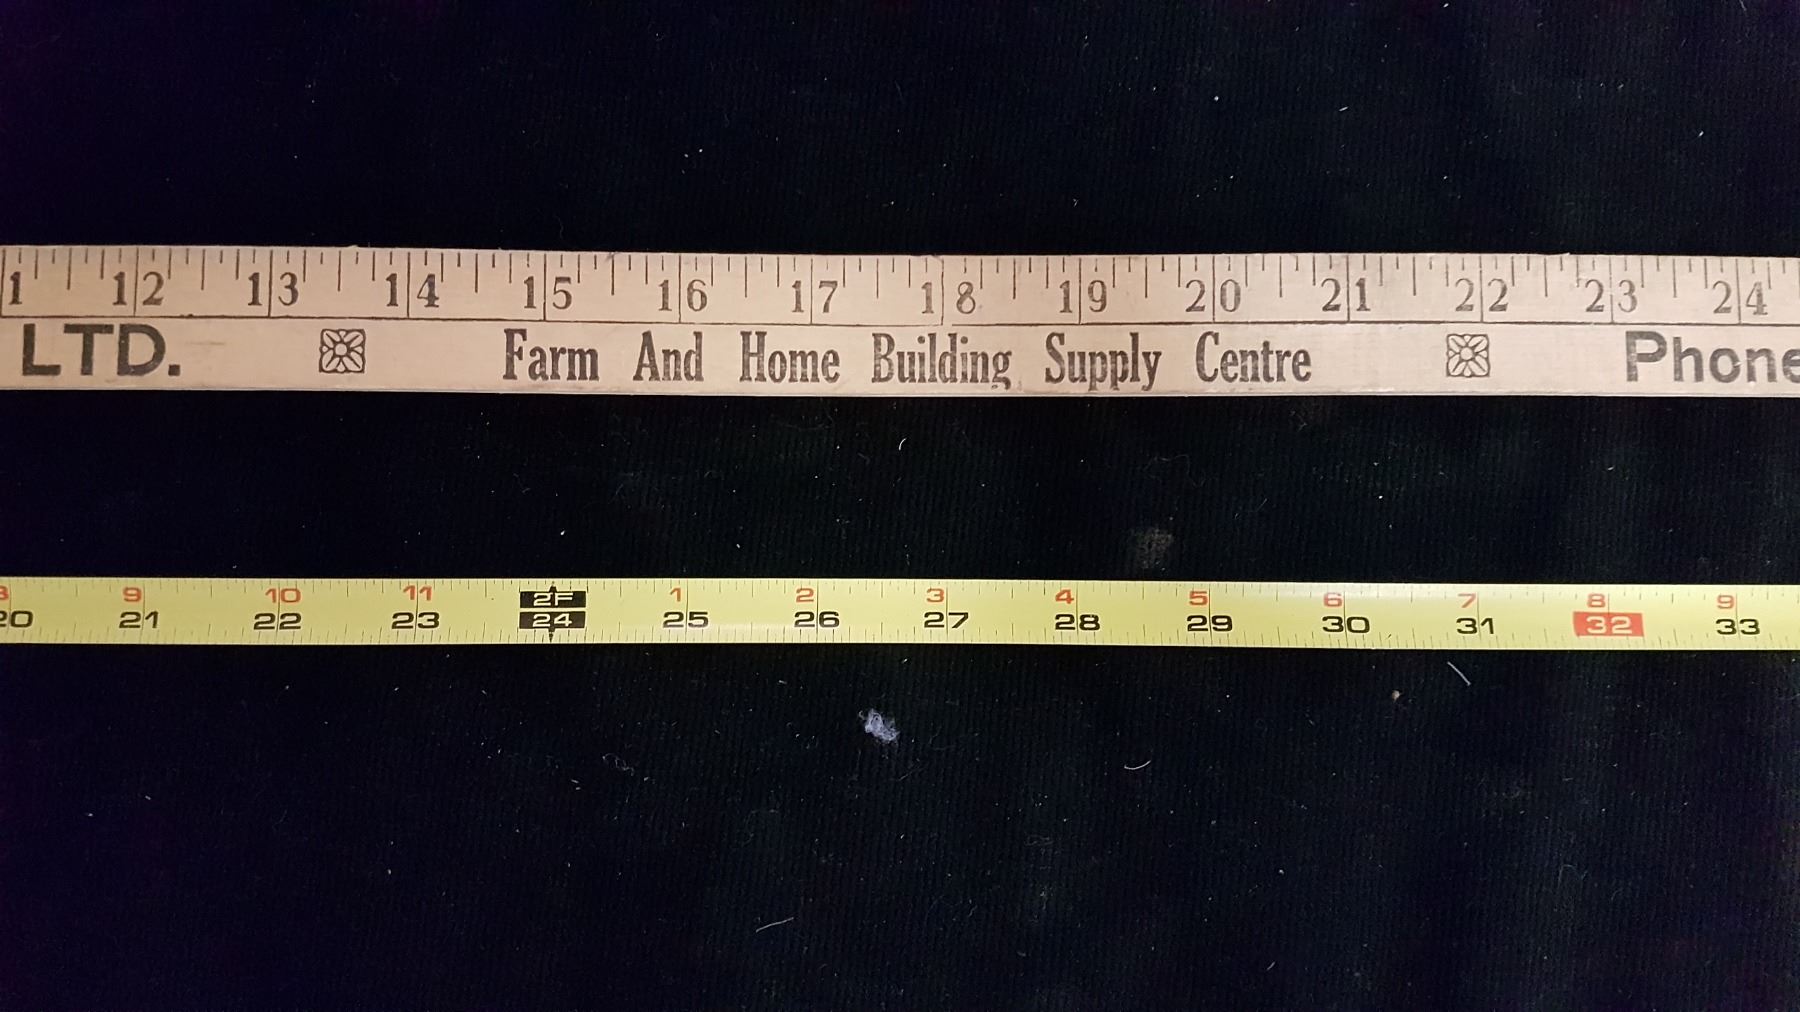 1 12 13 14 15 16 17 18 19 20 21 22 23 24
LTD. Farm And Home Building Supply Centre Phone
9 10 11 2F 1 2 3 4 5 6 7 8 9
20 21 22 23 24 25 26 27 28 29 30 31 32 33